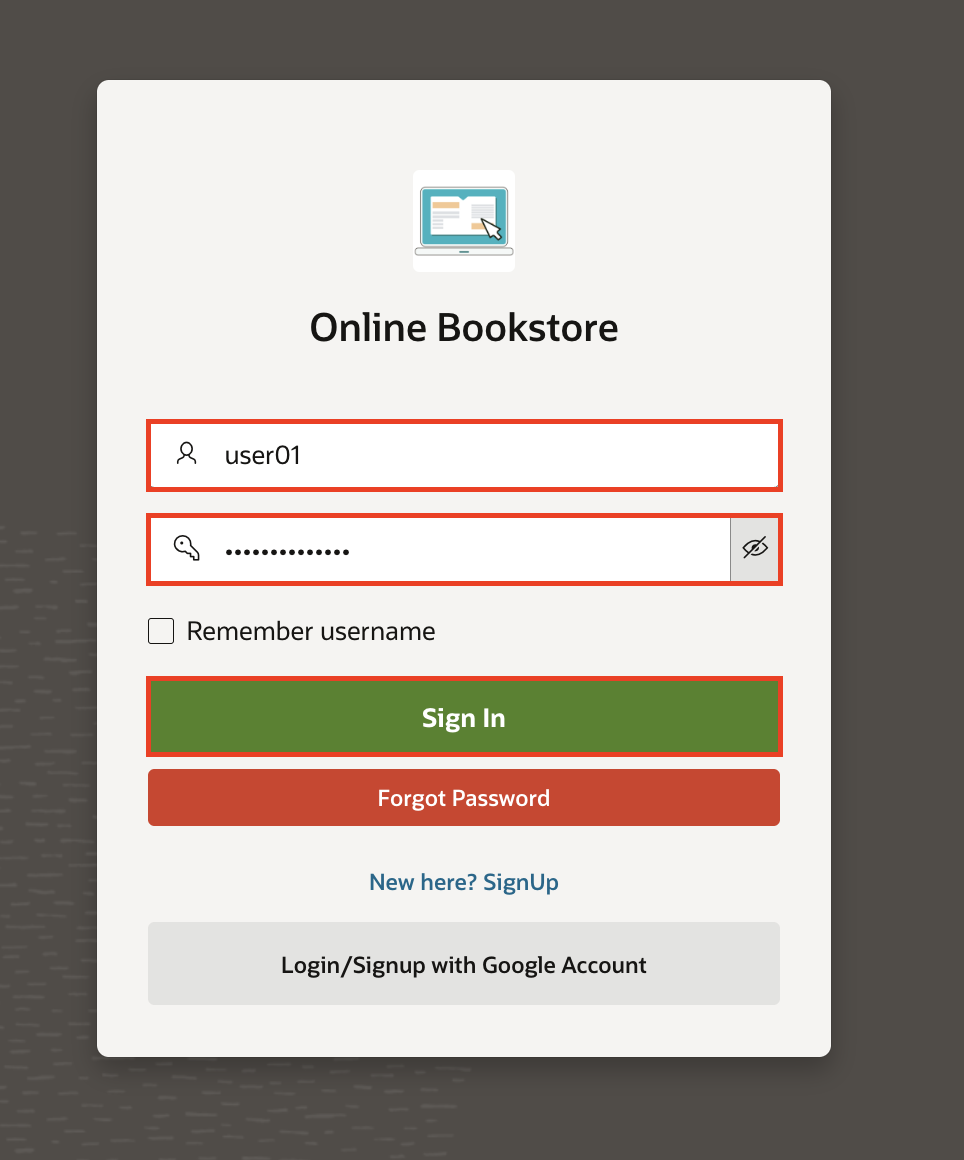 Online Bookstore
user01
••••••••••••••
Remember username
Sign In
Forgot Password
New here? SignUp
Login/Signup with Google Account